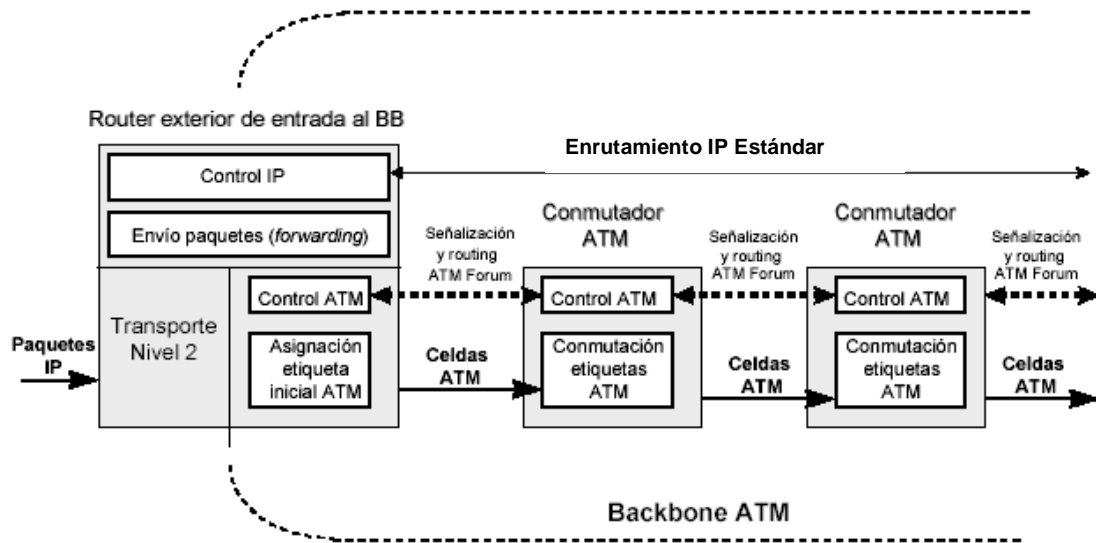 Router exterior de entrada al BB
Enrutamiento IP Estándar
Control IP
Envío paquetes (forwarding)
Señalización
y routing
ATM Forum
Conmutador
ATM
Señalización
y routing
ATM Forum
Conmutador
ATM
Señalización
y routing
ATM Forum
Control ATM
Control ATM
Control ATM
Paquetes
IP
Transporte
Nivel 2
Asignación
etiqueta
inicial ATM
Celdas
ATM
Conmutación
etiquetas
ATM
Celdas
ATM
Conmutación
etiquetas
ATM
Celdas
ATM
Backbone ATM